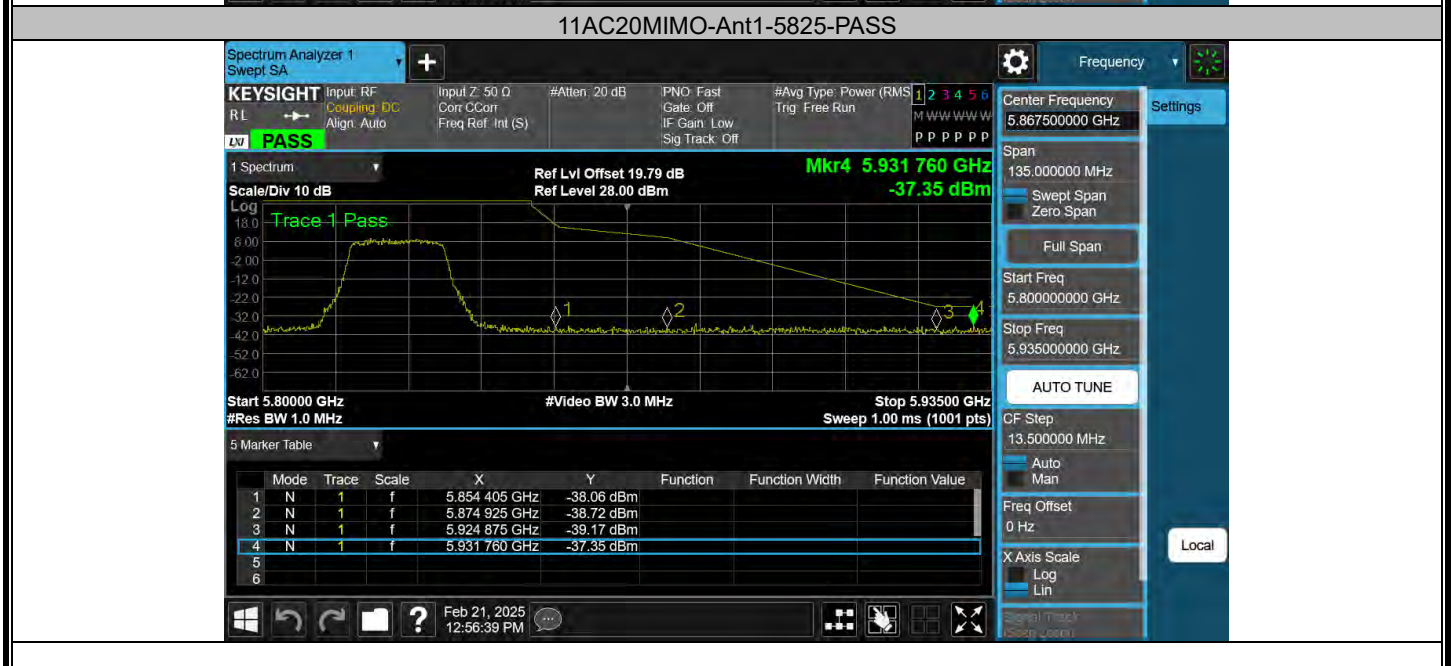 11AC20MIMO-Ant1-5825-PASS
Spectrum Analyzer 1
Swept SA
Frequency
KEYSIGHT
RL
LXI
PASS
Input: RF
Coupling: DC
Align: Auto
Input Z: 50 Ω
Corr CCorr
Freq Ref: Int (S)
#Atten: 20 dB
PNO: Fast
Gate: Off
IF Gain: Low
Sig Track: Off
#Avg Type: Power (RMS
Trig: Free Run
1 2 3 4 5 6
M W W W W W
P P P P P P
1 Spectrum
Scale/Div 10 dB
Ref Lvl Offset 19.79 dB
Ref Level 28.00 dBm
Mkr4 5.931 760 GHz
-37.35 dBm
Log
Trace 1 Pass
18.0
8.00
-2.00
-12.0
-22.0
-32.0
-42.0
-52.0
-62.0
1
2
3
4
Start 5.80000 GHz
#Res BW 1.0 MHz
#Video BW 3.0 MHz
Stop 5.93500 GHz
Sweep 1.00 ms (1001 pts)
5 Marker Table
Mode Trace Scale X Y Function Function Width Function Value
1 N 1 f 5.854 405 GHz -38.06 dBm
2 N 1 f 5.874 925 GHz -38.72 dBm
3 N 1 f 5.924 875 GHz -39.17 dBm
4 N 1 f 5.931 760 GHz -37.35 dBm
5
6
Feb 21, 2025
12:56:39 PM
Center Frequency
5.867500000 GHz
Settings
Span
135.000000 MHz
Swept Span
Zero Span
Full Span
Start Freq
5.800000000 GHz
Stop Freq
5.935000000 GHz
AUTO TUNE
CF Step
13.500000 MHz
Auto
Man
Freq Offset
0 Hz
X Axis Scale
Log
Lin
Signal Track
Local